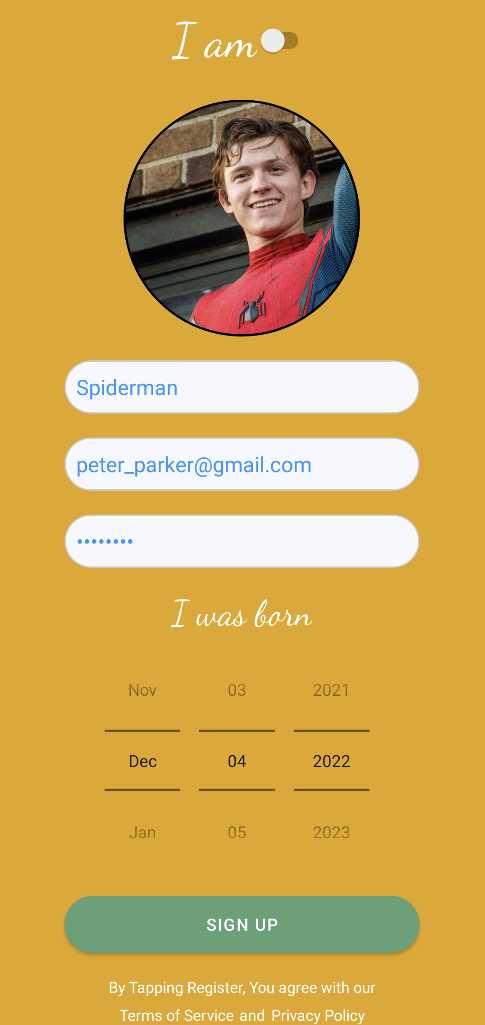 I am
Spiderman
peter_parker@gmail.com
••••••••
I was born
Nov 03 2021
Dec 04 2022
Jan 05 2023
SIGN UP
By Tapping Register, You agree with our
Terms of Service and Privacy Policy